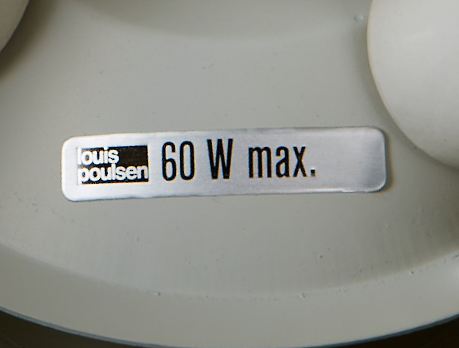 louis
poulsen
60 W max.